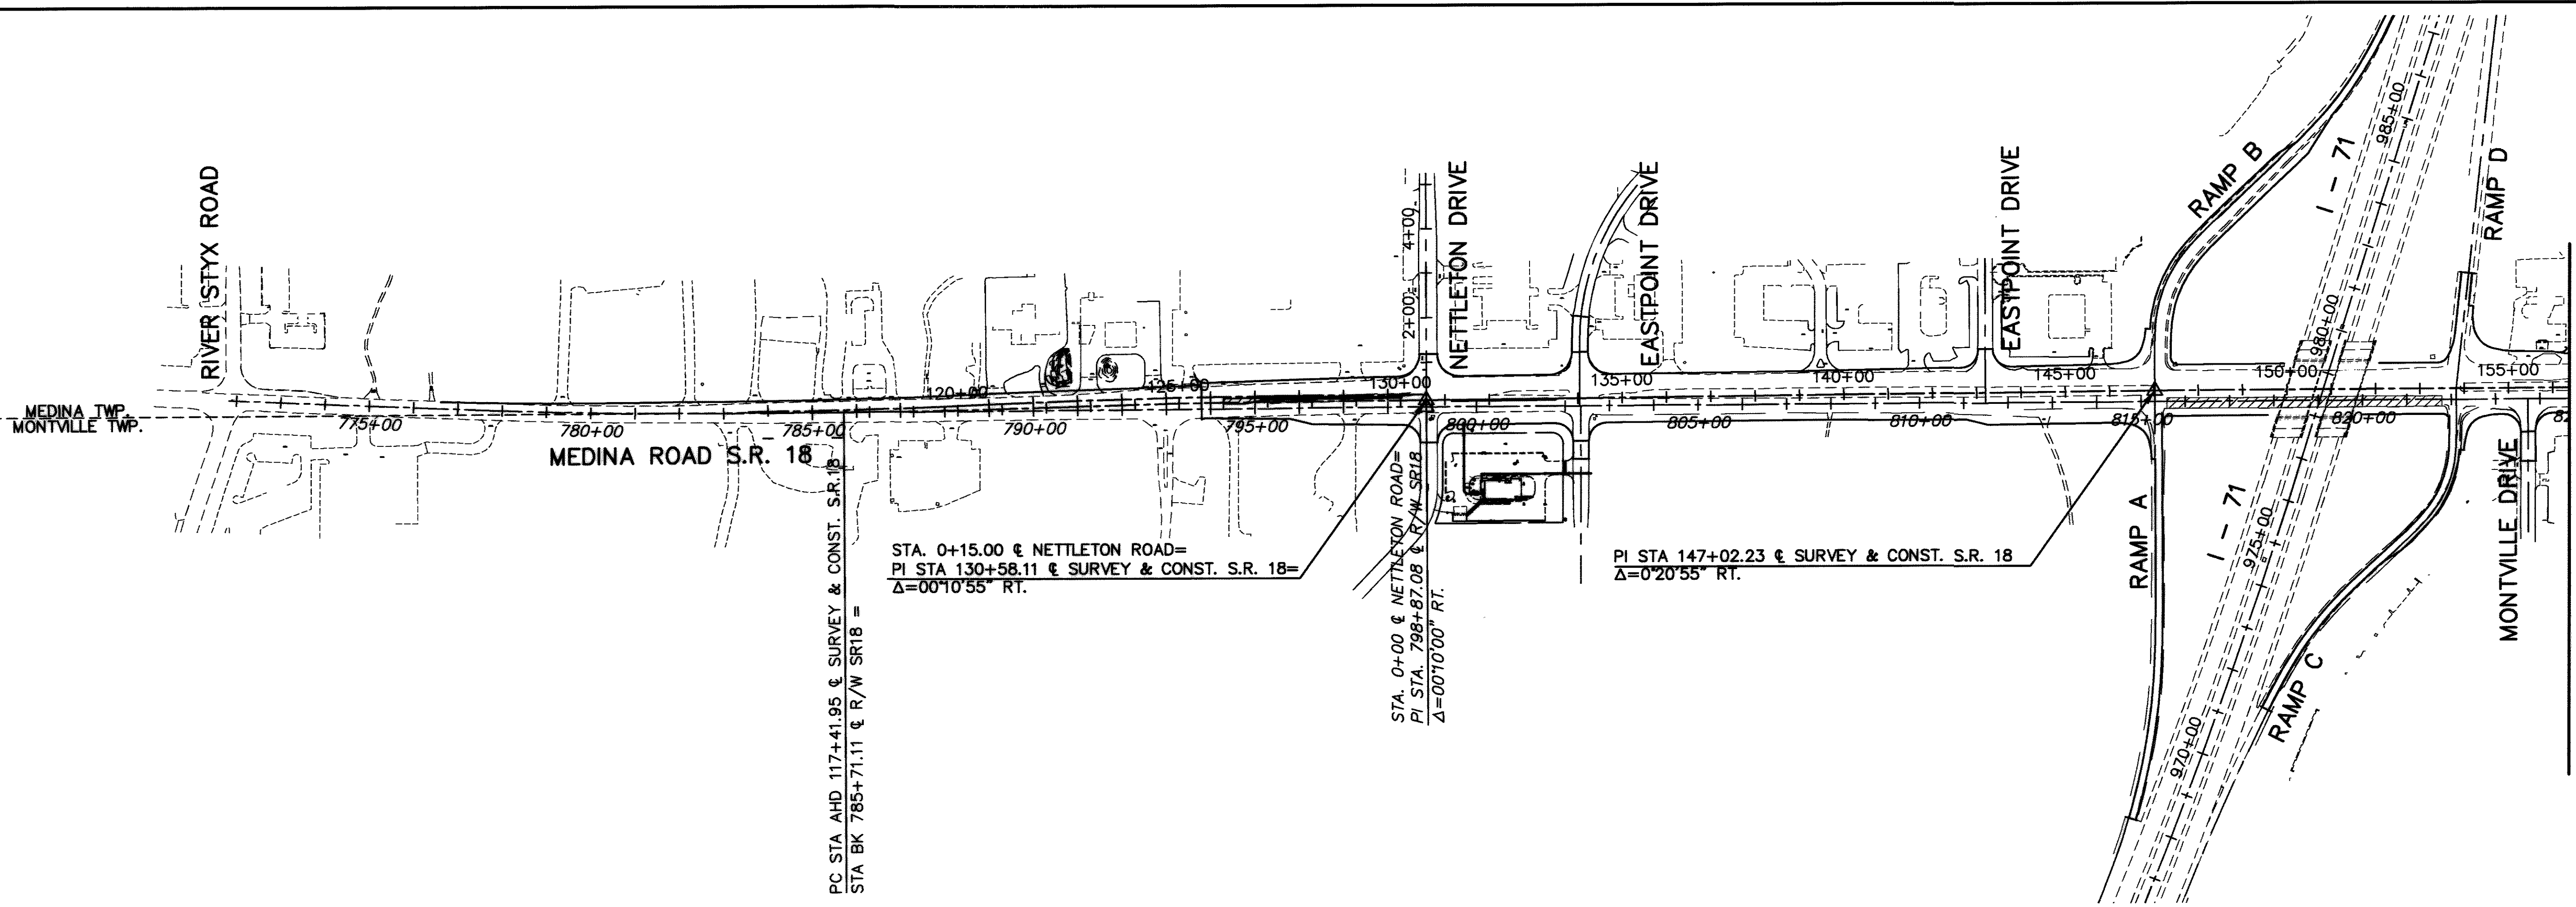 RIVER STYX ROAD
MEDINA TWP.
MONTVILLE TWP.
775+00
780+00
785+00
790+00
795+00
800+00
805+00
810+00
815+00
820+00
120+00
125+00
130+00
135+00
140+00
145+00
150+00
155+00
MEDINA ROAD S.R. 18
2+00
4+00
NETTLETON DRIVE
EASTPOINT DRIVE
EASTPOINT DRIVE
RAMP B
I - 71
985+00
980+00
RAMP D
PC STA AHD 117+41.95 ℄ SURVEY & CONST. S.R.18
STA BK 785+71.11 ℄ R/W SR18 =
STA. 0+15.00 ℄ NETTLETON ROAD=
PI STA 130+58.11 ℄ SURVEY & CONST. S.R. 18=
Δ=00°10'55" RT.
STA. 0+00 ℄ NETTLETON ROAD=
PI STA. 798+87.08 ℄ R/W SR18
Δ=00°10'00" RT.
PI STA 147+02.23 ℄ SURVEY & CONST. S.R. 18
Δ=0°20'55" RT.
RAMP A
I - 71
975+00
970+00
RAMP C
MONTVILLE DRIVE